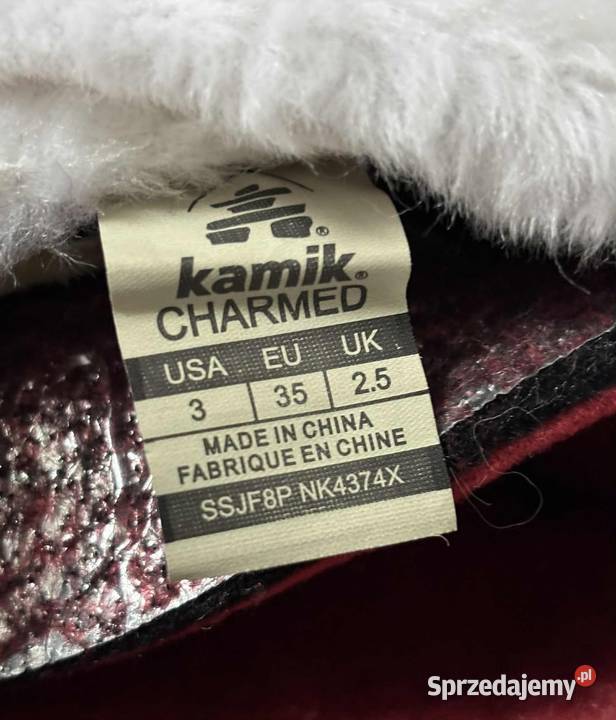 kamik®
CHARMED
USA EU UK
3 35 2.5
MADE IN CHINA
FABRIQUE EN CHINE
SSJF8P NK4374X
Sprzedajemy.pl